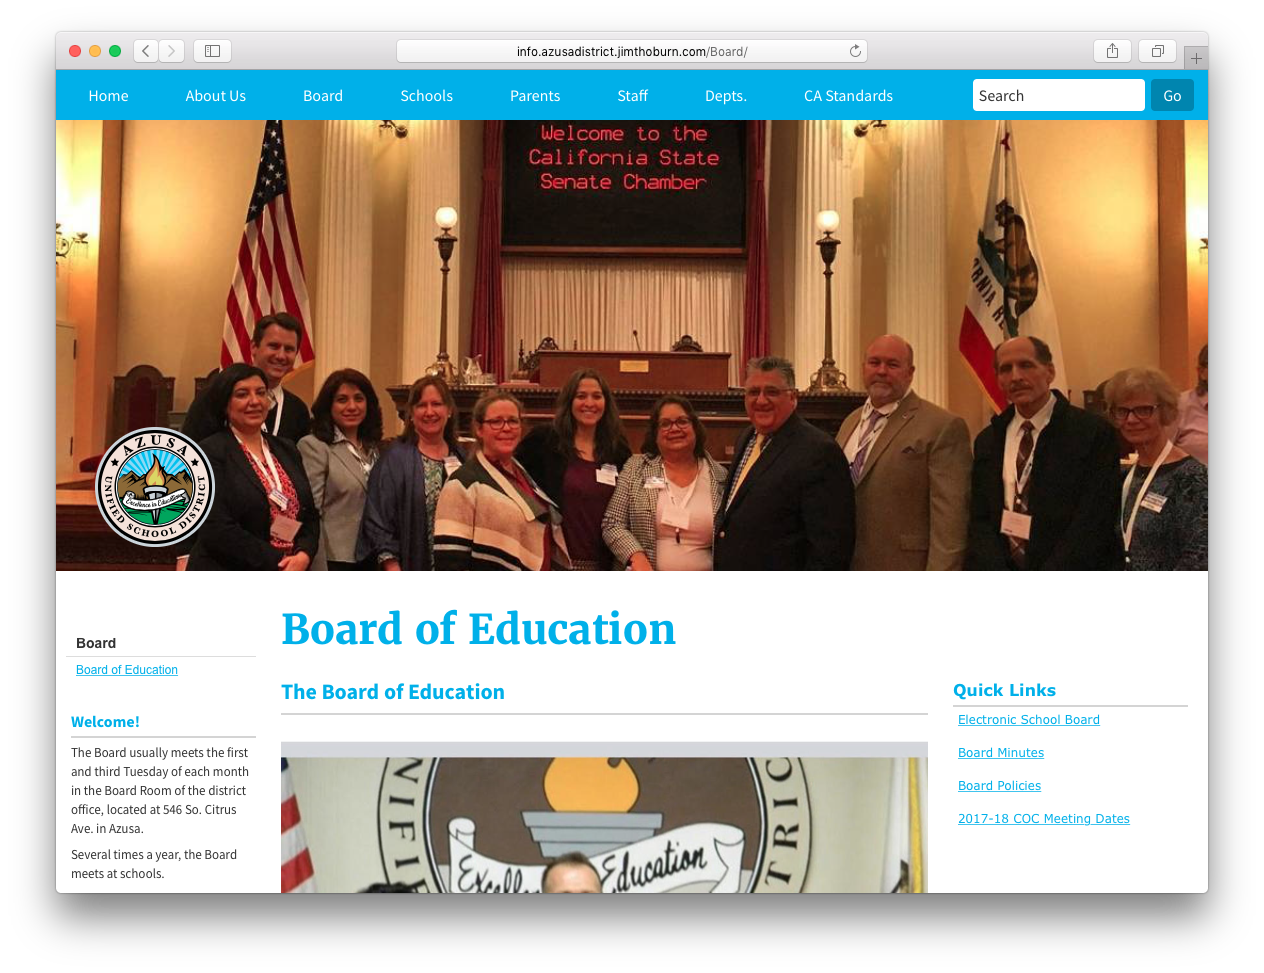 info.azusadistrict.jimthoburn.com/Board/
Home About Us Board Schools Parents Staff Depts. CA Standards Search Go
Welcome to the
California State
Senate Chamber
AZUSA
Excellence in Education
UNIFIED SCHOOL DISTRICT
Board of Education
Board
Board of Education
Welcome!
The Board usually meets the first
and third Tuesday of each month
in the Board Room of the district
office, located at 546 So. Citrus
Ave. in Azusa.
Several times a year, the Board
meets at schools.
The Board of Education
Education
Quick Links
Electronic School Board
Board Minutes
Board Policies
2017-18 COC Meeting Dates